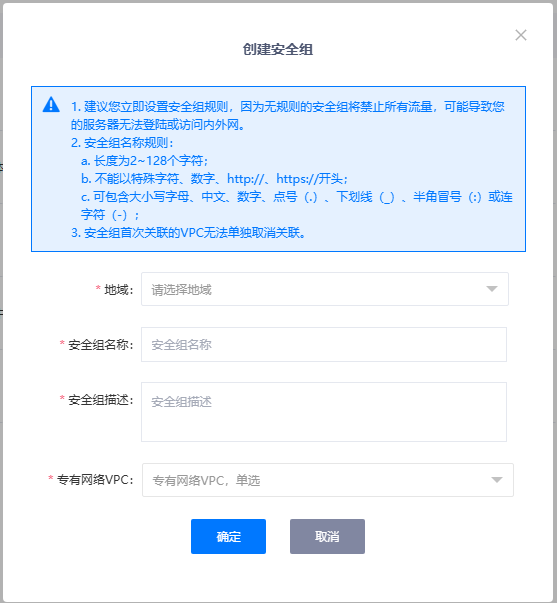 创建安全组
1. 建议您立即设置安全组规则，因为无规则的安全组将禁止所有流量，可能导致您
的服务器无法登陆或访问内外网。
2. 安全组名称规则：
a. 长度为2~128个字符；
b. 不能以特殊字符、数字、http://、https://开头；
c. 可包含大小写字母、中文、数字、点号（.）、下划线（_）、半角冒号（:）或连
字符（-）；
3. 安全组首次关联的VPC无法单独取消关联。
* 地域： 请选择地域
* 安全组名称： 安全组名称
* 安全组描述： 安全组描述
* 专有网络VPC： 专有网络VPC，单选
确定 取消